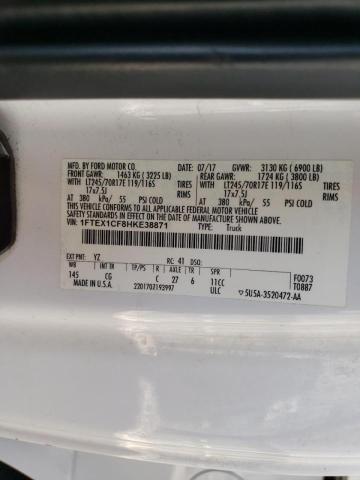 MFD. BY FORD MOTOR CO.
DATE: 07/17 GVWR: 3130 KG (6900 LB)
FRONT GAWR: 1463 KG (3225 LB) REAR GAWR: 1724 KG (3800 LB)
WITH LT245/70R17E 119/116S TIRES WITH LT245/70R17E 119/116S TIRES
17x7.5J RIMS 17x7.5J RIMS
AT 380 kPa/ 55 PSI COLD AT 380 kPa/ 55 PSI COLD
THIS VEHICLE CONFORMS TO ALL APPLICABLE FEDERAL MOTOR VEHICLE
SAFETY STANDARDS IN EFFECT ON THE DATE OF MANUFACTURE SHOWN ABOVE.
VIN: 1FTEX1CF8HKE38871 TYPE: Truck
EXT PNT: YZ RC: 41 DSO: F0073
WB INT TR TP/PS R AXLE TR SPR T0887
145 CG C 27 6 11CC
MADE IN U.S.A. 2201707193997 ULC 5U5A-3520472-AA